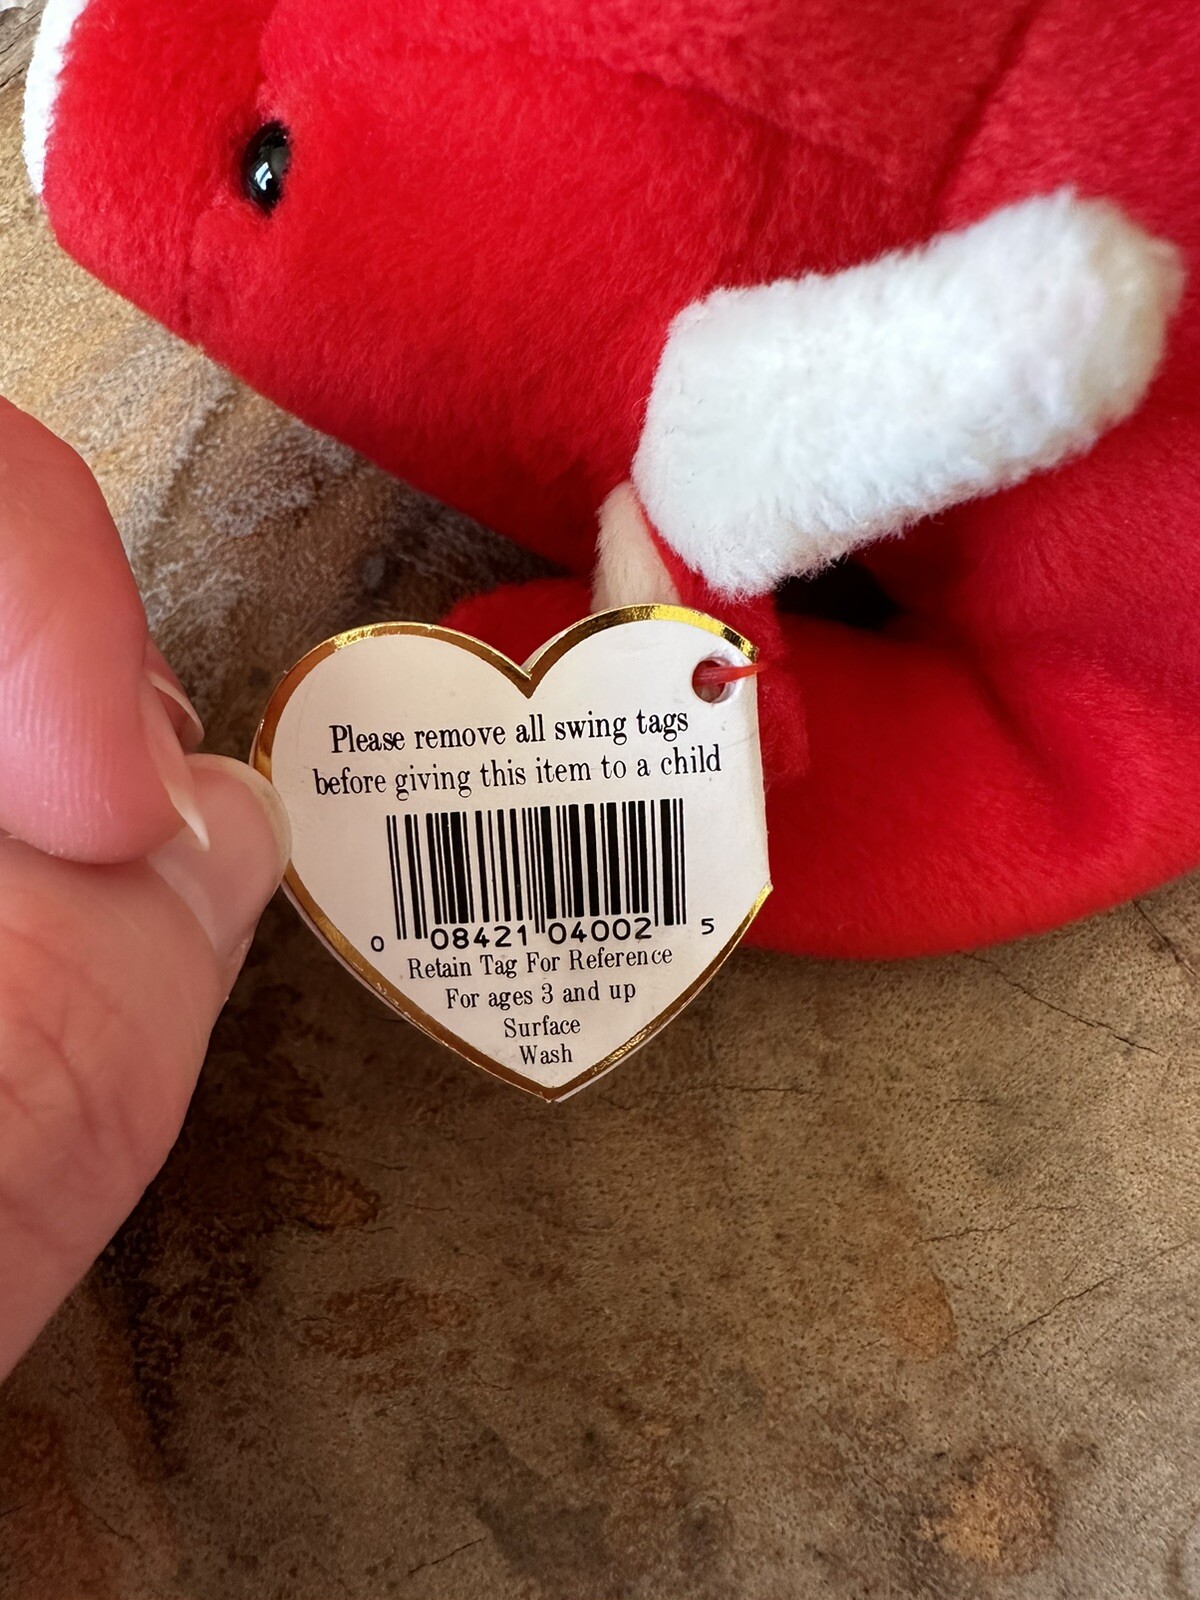 Please remove all swing tags
before giving this item to a child
0 08421 04002 5
Retain Tag For Reference
For ages 3 and up
Surface
Wash